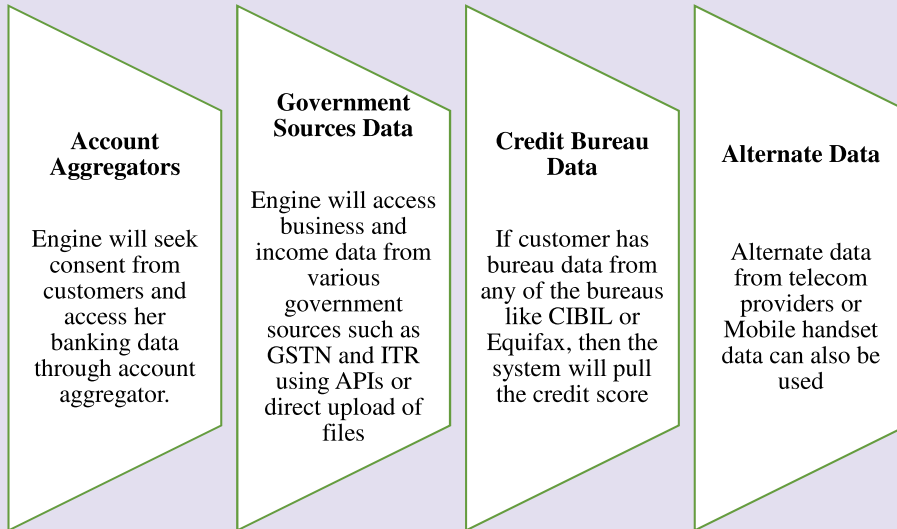 Account
Aggregators
Engine will seek
consent from
customers and
access her
banking data
through account
aggregator.
Government
Sources Data
Engine will access
business and
income data from
various
government
sources such as
GSTN and ITR
using APIs or
direct upload of
files
Credit Bureau
Data
If customer has
bureau data from
any of the bureaus
like CIBIL or
Equifax, then the
system will pull
the credit score
Alternate Data
Alternate data
from telecom
providers or
Mobile handset
data can also be
used